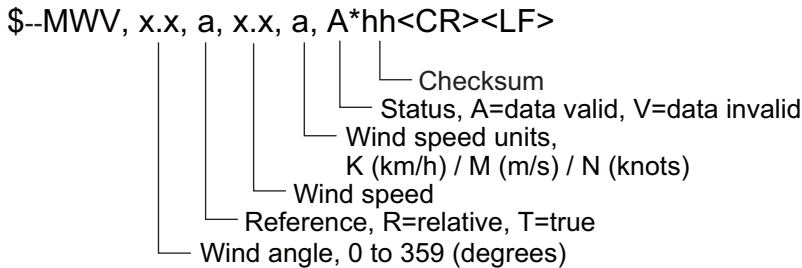 $--MWV, x.x, a, x.x, a, A*hh<CR><LF>
Checksum
Status, A=data valid, V=data invalid
Wind speed units,
K (km/h) / M (m/s) / N (knots)
Wind speed
Reference, R=relative, T=true
Wind angle, 0 to 359 (degrees)